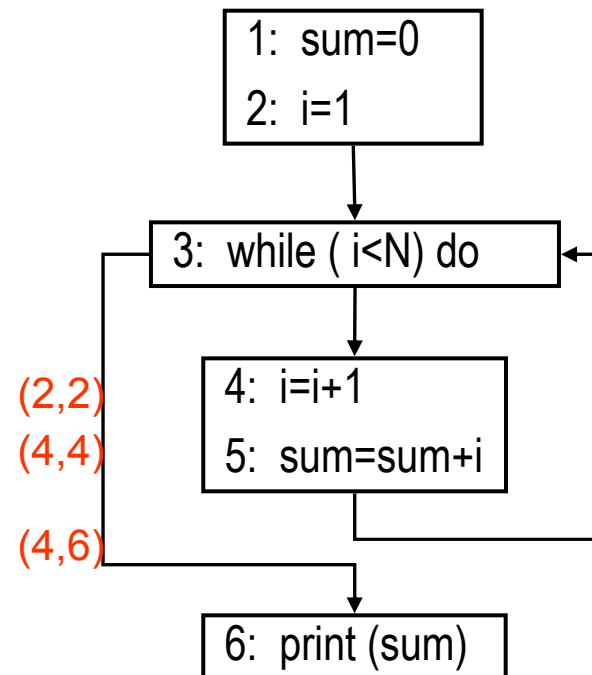 1: sum=0
2: i=1
3: while ( i<N) do
(2,2)
4: i=i+1
(4,4)
5: sum=sum+i
(4,6)
6: print (sum)